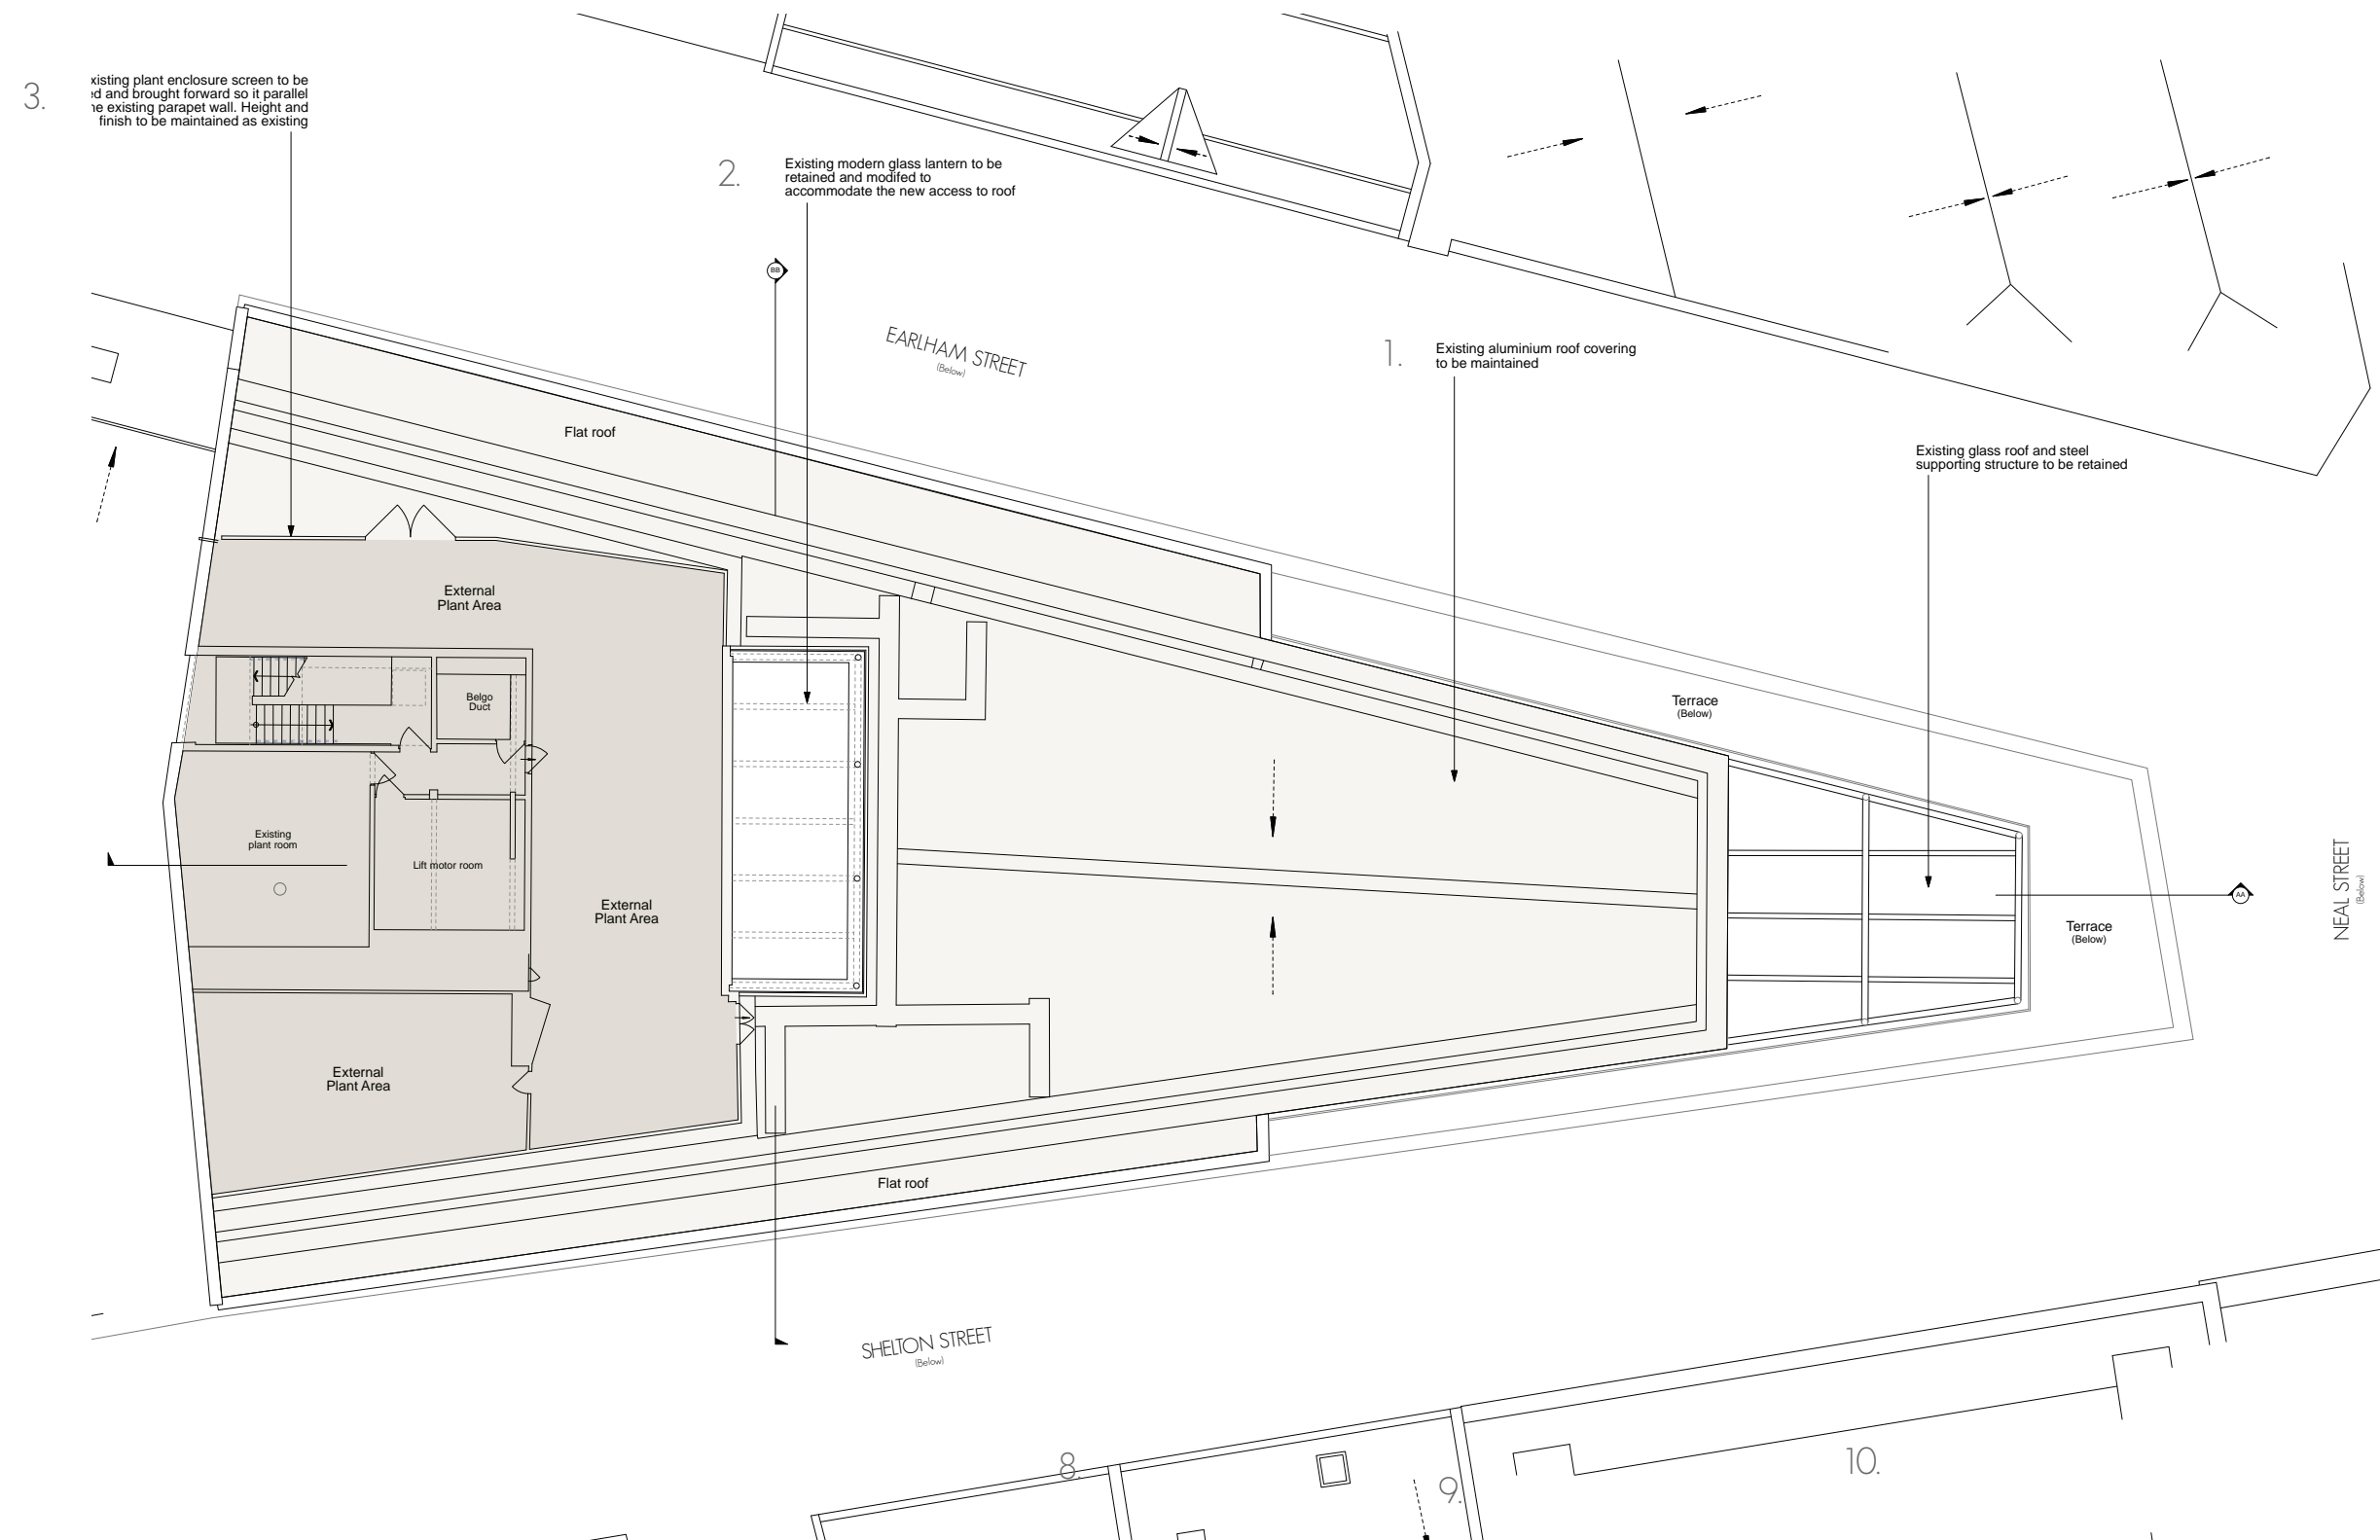 3.
xisting plant enclosure screen to be
ed and brought forward so it parallel
he existing parapet wall. Height and
finish to be maintained as existing
2.
Existing modern glass lantern to be
retained and modifed to
accommodate the new access to roof
BB
EARLHAM STREET
(Below)
1.
Existing aluminium roof covering
to be maintained
Existing glass roof and steel
supporting structure to be retained
Flat roof
External
Plant Area
Belgo
Duct
Terrace
(Below)
Existing
plant room
Lift motor room
External
Plant Area
AA
NEAL STREET
(Below)
Terrace
(Below)
External
Plant Area
Flat roof
SHELTON STREET
(Below)
8.
9.
10.